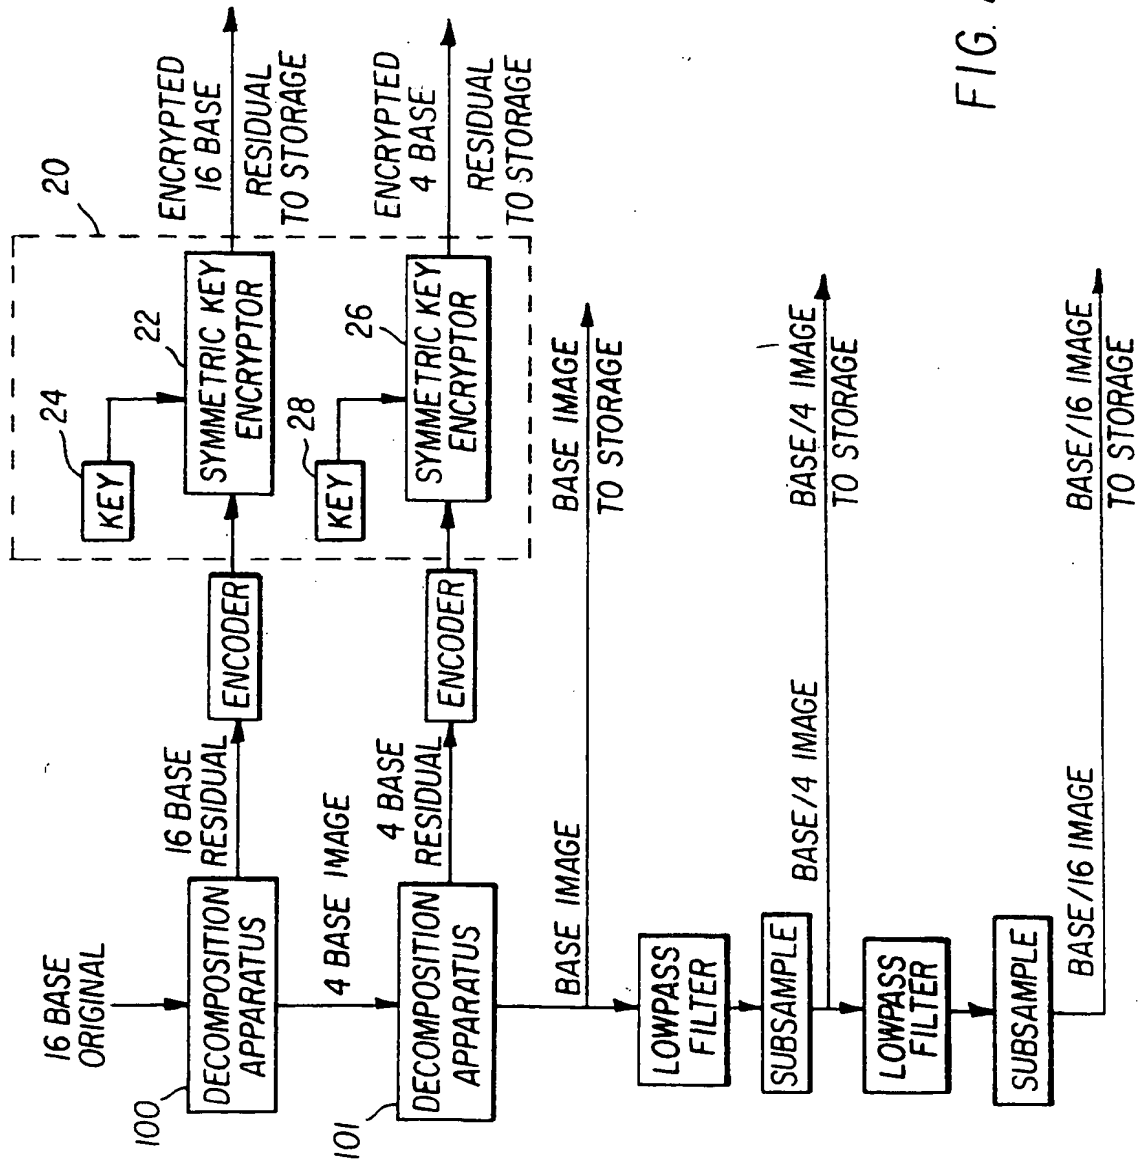 16 BASE
ORIGINAL
100
DECOMPOSITION
APPARATUS
16 BASE
RESIDUAL
ENCODER
24
KEY
22
SYMMETRIC KEY
ENCRYPTOR
20
ENCRYPTED
16 BASE
RESIDUAL
TO STORAGE
4 BASE IMAGE
101
DECOMPOSITION
APPARATUS
4 BASE
RESIDUAL
ENCODER
28
KEY
26
SYMMETRIC KEY
ENCRYPTOR
ENCRYPTED
4 BASE
RESIDUAL
TO STORAGE
BASE IMAGE
BASE IMAGE
TO STORAGE
LOWPASS
FILTER
SUBSAMPLE
BASE/4 IMAGE
BASE/4 IMAGE
TO STORAGE
LOWPASS
FILTER
SUBSAMPLE
BASE/16 IMAGE
BASE/16 IMAGE
TO STORAGE
FIG.